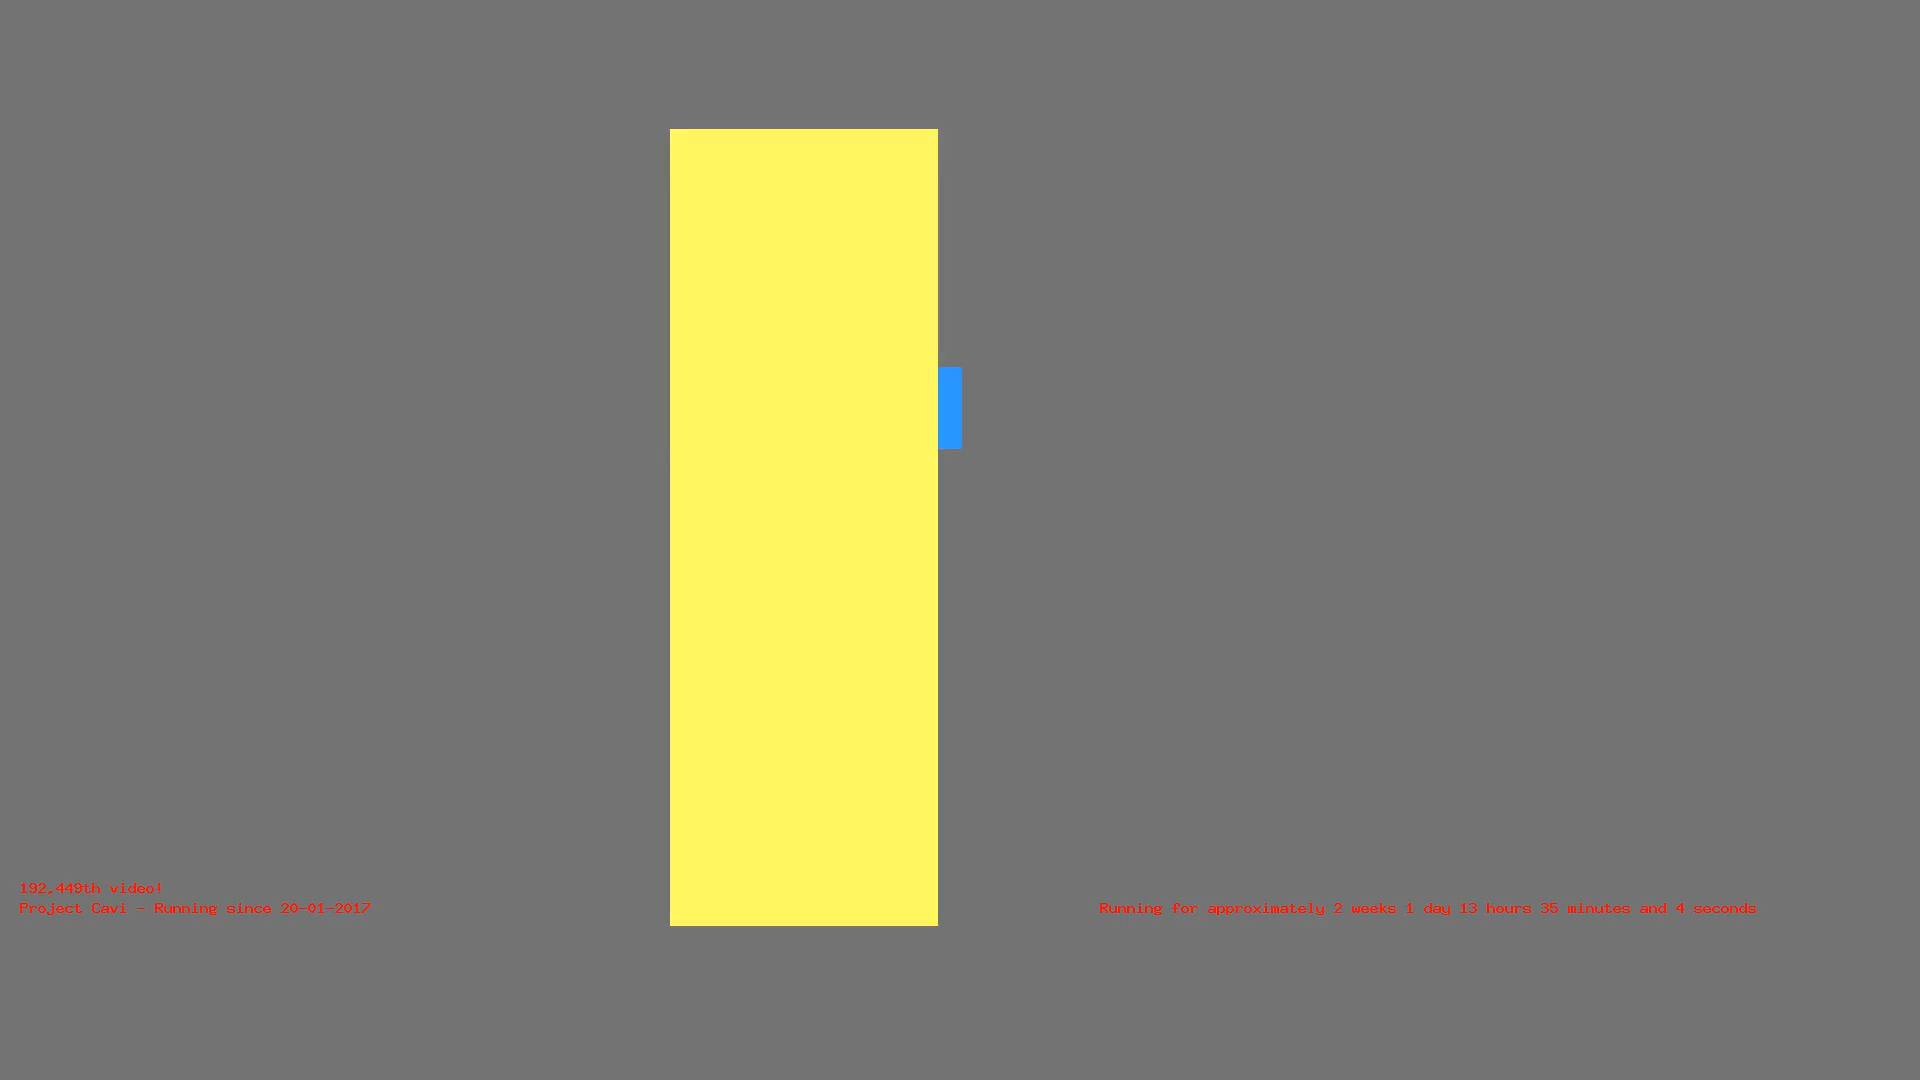 192,449th video!
Project Cavi - Running since 20-01-2017
Running for approximately 2 weeks 1 day 13 hours 35 minutes and 4 seconds